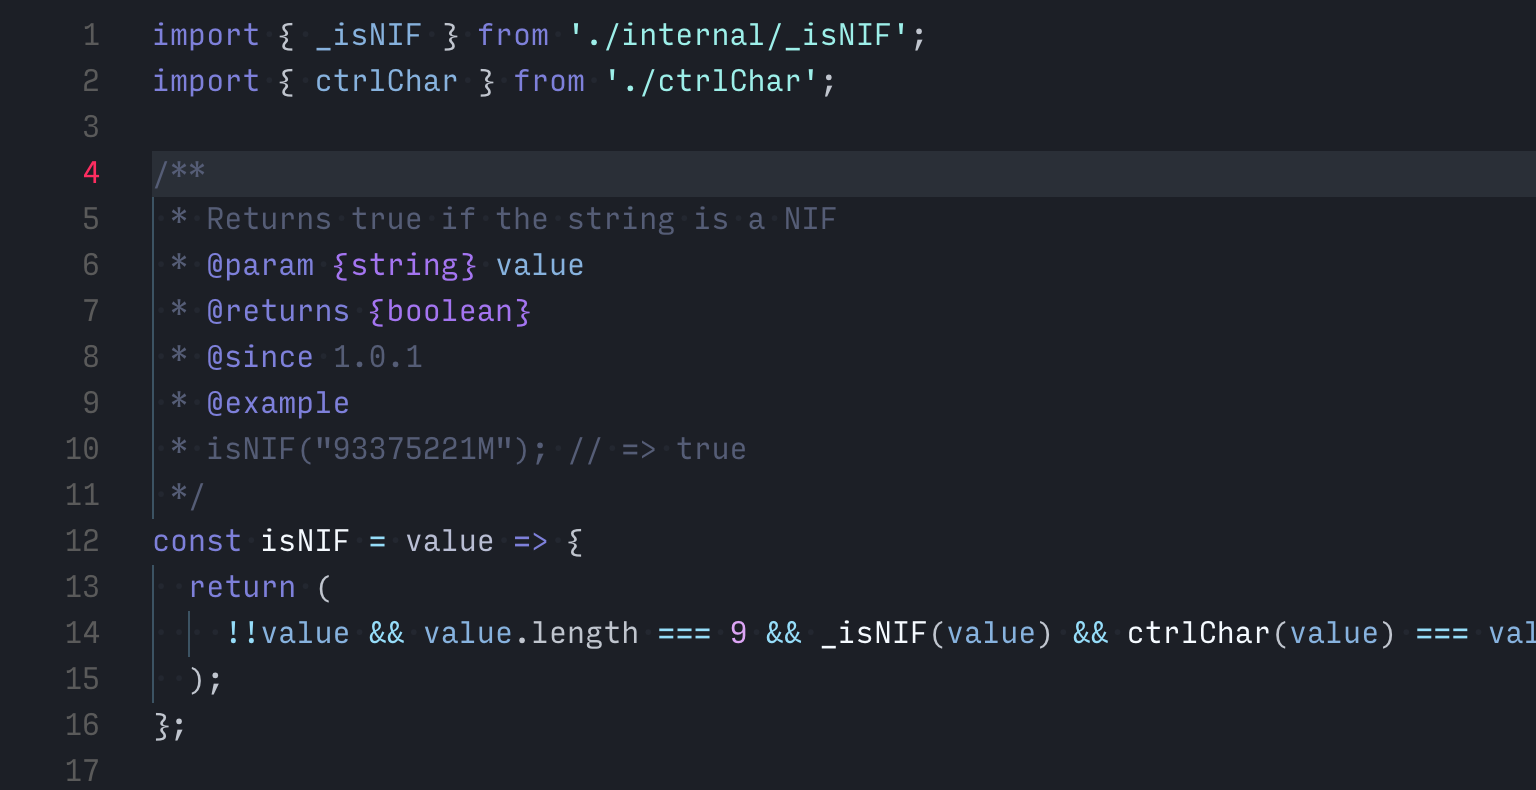 1 import { _isNIF } from './internal/_isNIF';
2 import { ctrlChar } from './ctrlChar';
3
4 /**
5  * Returns true if the string is a NIF
6  * @param {string} value
7  * @returns {boolean}
8  * @since 1.0.1
9  * @example
10  * isNIF("93375221M"); // => true
11  */
12 const isNIF = value => {
13   return (
14     !!value && value.length === 9 && _isNIF(value) && ctrlChar(value) === val
15   );
16 };
17